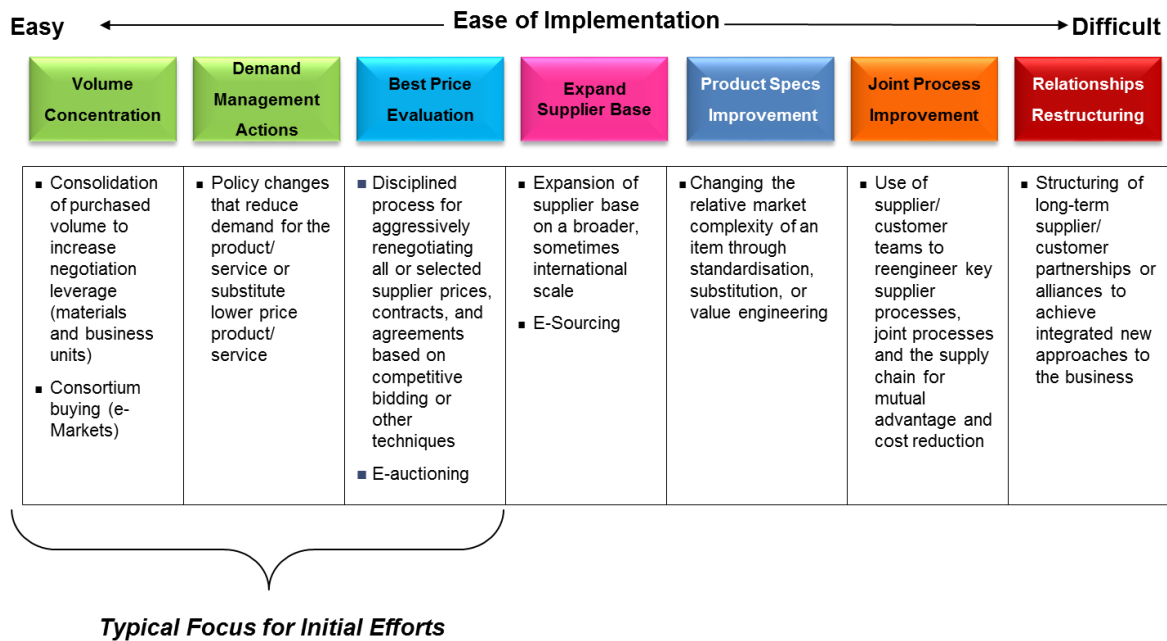 Easy
Ease of Implementation
Difficult
Volume
Concentration
Demand
Management
Actions
Best Price
Evaluation
Expand
Supplier Base
Product Specs
Improvement
Joint Process
Improvement
Relationships
Restructuring
▪ Consolidation
of purchased
volume to
increase
negotiation
leverage
(materials
and business
units)
▪ Consortium
buying (e-
Markets)
▪ Policy changes
that reduce
demand for the
product/
service or
substitute
lower price
product/
service
▪ Disciplined
process for
aggressively
renegotiating
all or selected
supplier prices,
contracts, and
agreements
based on
competitive
bidding or
other
techniques
▪ E-auctioning
▪ Expansion of
supplier base
on a broader,
sometimes
international
scale
▪ E-Sourcing
▪ Changing the
relative market
complexity of an
item through
standardisation,
substitution, or
value engineering
▪ Use of
supplier/
customer
teams to
reengineer key
supplier
processes,
joint processes
and the supply
chain for
mutual
advantage and
cost reduction
▪ Structuring of
long-term
supplier/
customer
partnerships or
alliances to
achieve
integrated new
approaches to
the business
Typical Focus for Initial Efforts